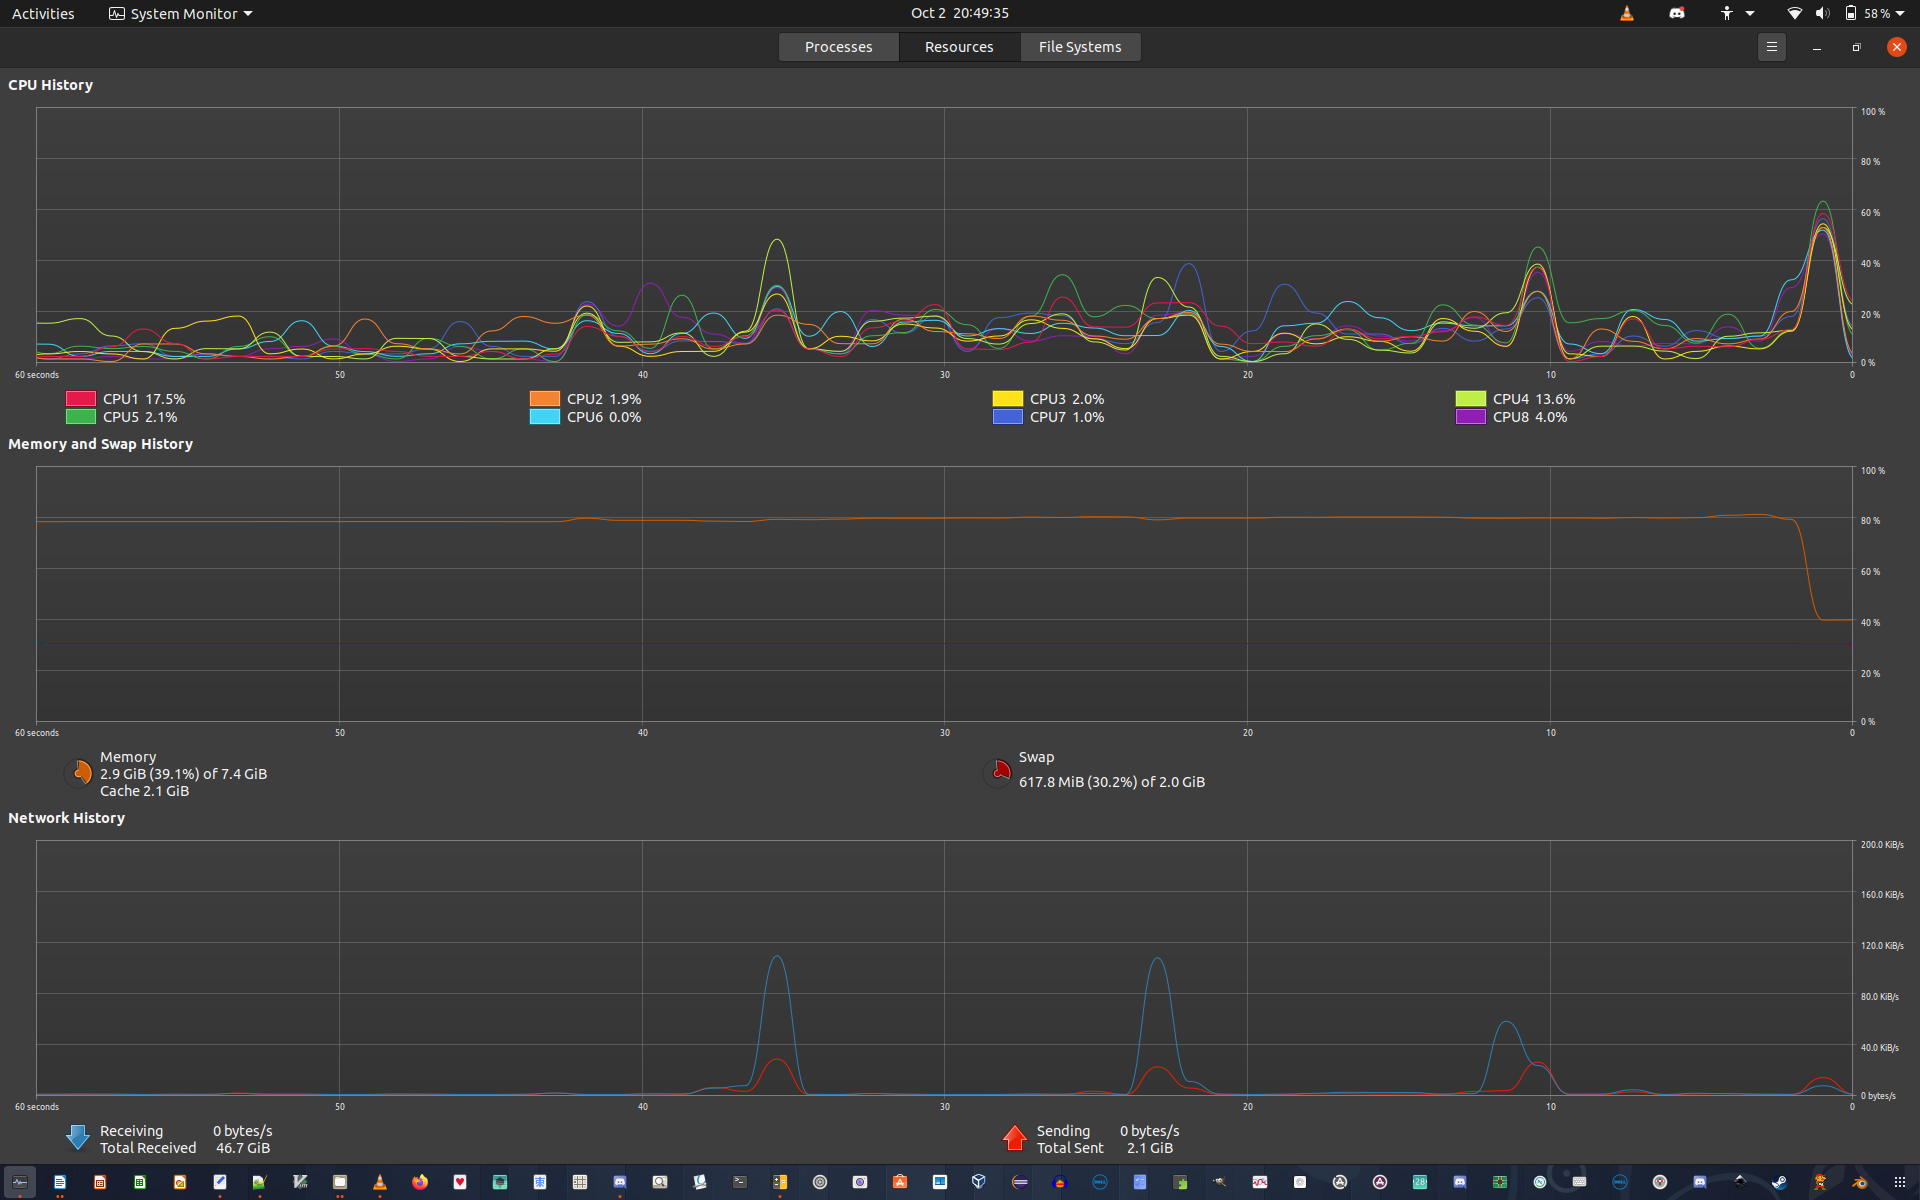 Activities System Monitor Oct 2 20:49:35 58 %
Processes Resources File Systems
CPU History
100 %
80 %
60 %
40 %
20 %
0 %
60 seconds 50 40 30 20 10 0
CPU1 17.5% CPU2 1.9% CPU3 2.0% CPU4 13.6%
CPU5 2.1% CPU6 0.0% CPU7 1.0% CPU8 4.0%
Memory and Swap History
100 %
80 %
60 %
40 %
20 %
0 %
60 seconds 50 40 30 20 10 0
Memory
2.9 GiB (39.1%) of 7.4 GiB
Cache 2.1 GiB
Swap
617.8 MiB (30.2%) of 2.0 GiB
Network History
200.0 KiB/s
160.0 KiB/s
120.0 KiB/s
80.0 KiB/s
40.0 KiB/s
0 bytes/s
60 seconds 50 40 30 20 10 0
Receiving 0 bytes/s
Total Received 46.7 GiB
Sending 0 bytes/s
Total Sent 2.1 GiB